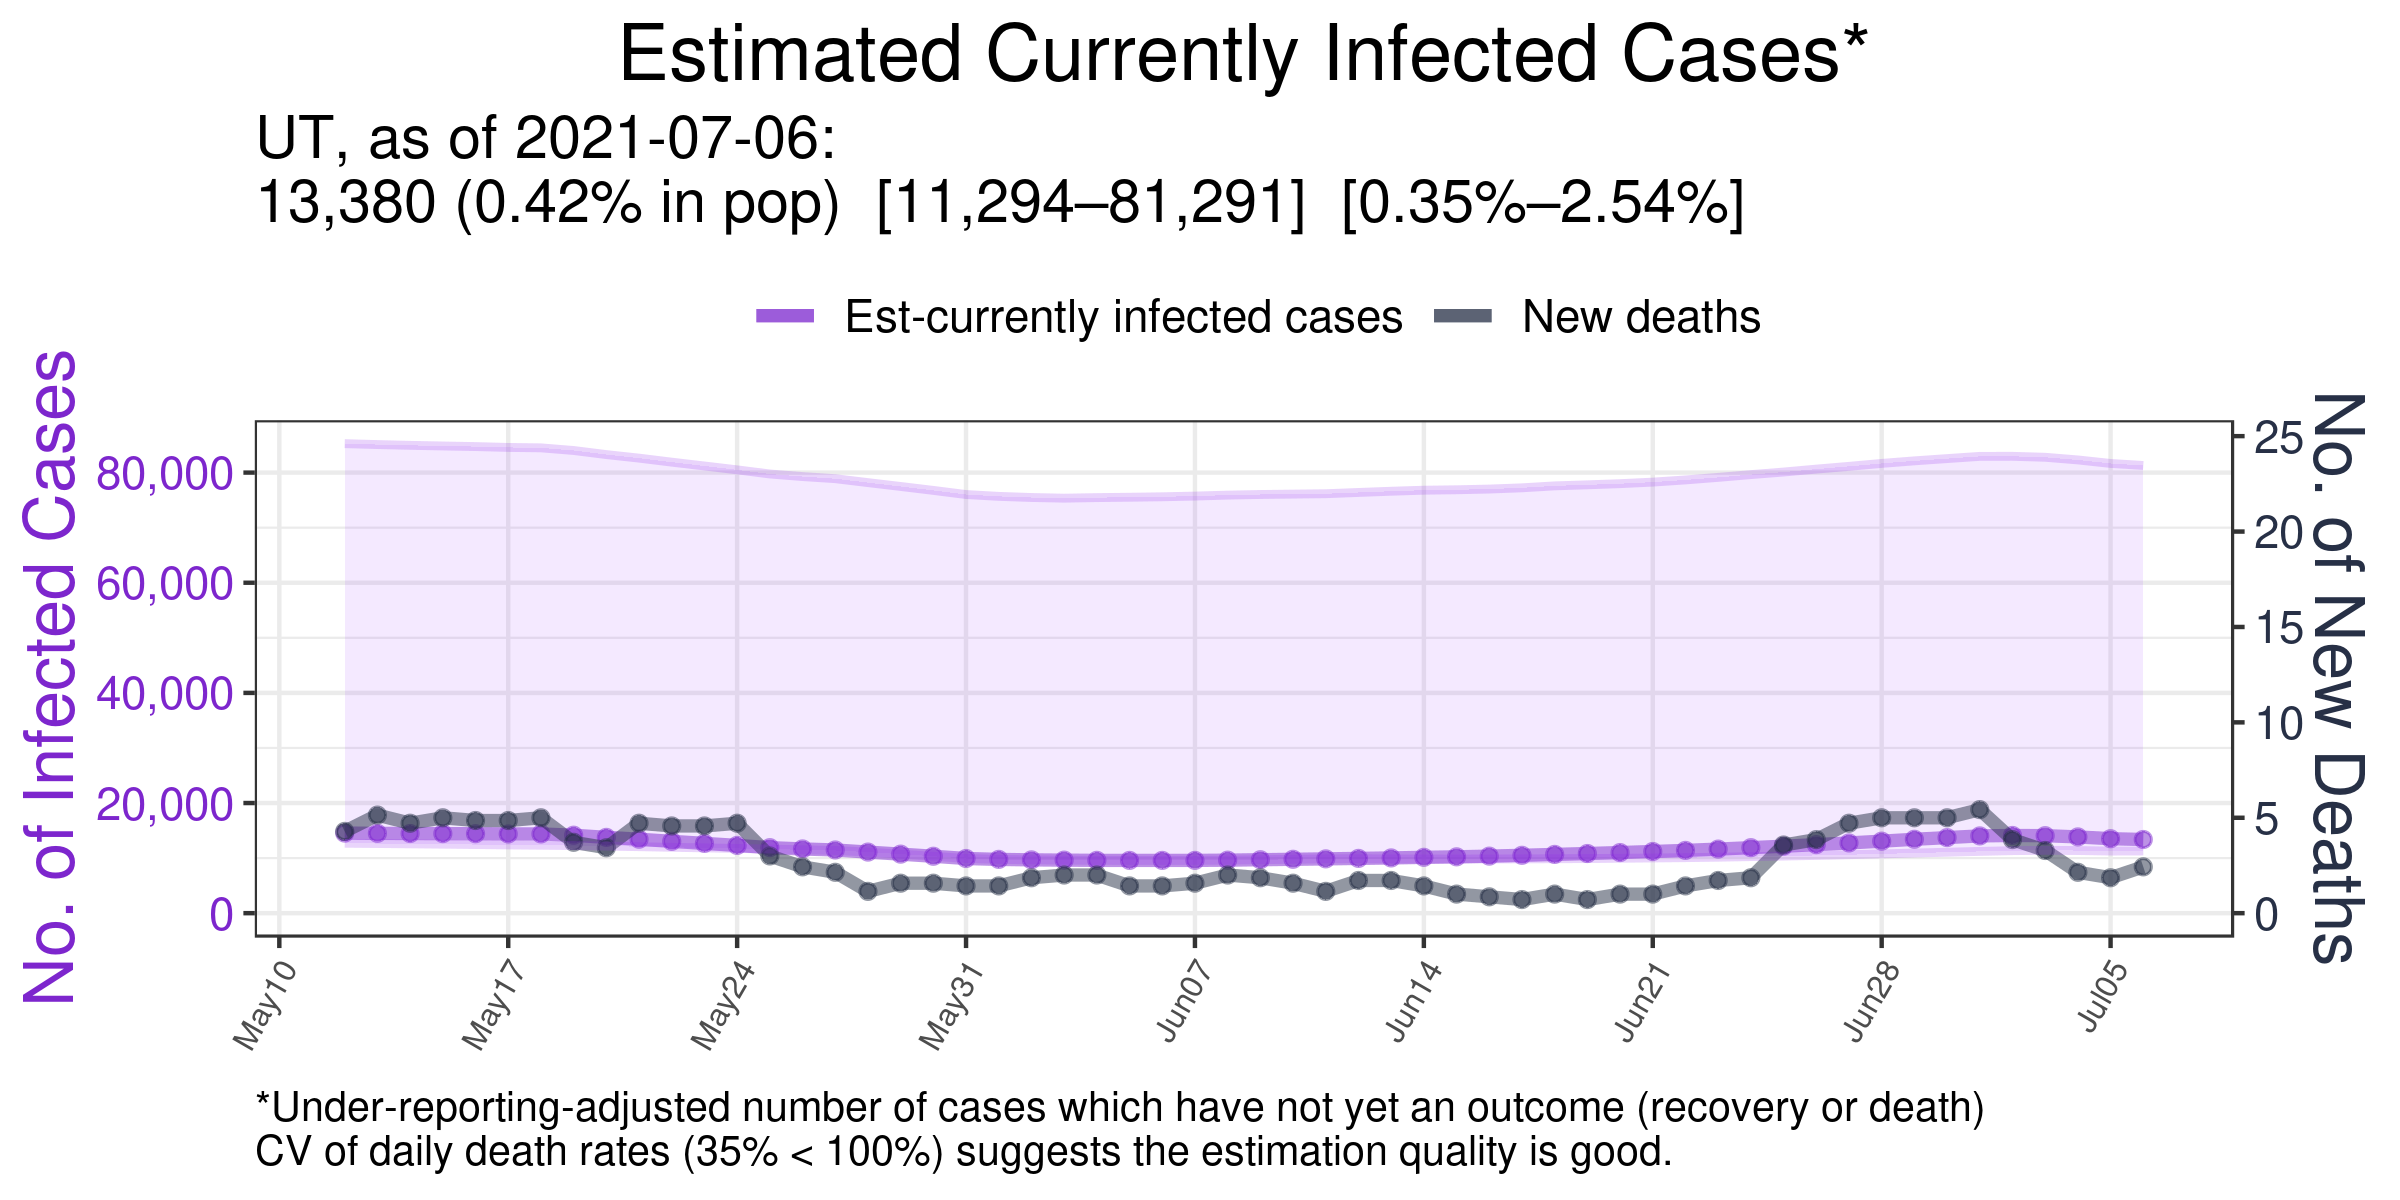 Estimated Currently Infected Cases*
UT, as of 2021-07-06:
13,380 (0.42% in pop)  [11,294–81,291]  [0.35%–2.54%]
Est-currently infected cases
New deaths
No. of Infected Cases
80,000
60,000
40,000
20,000
0
25
20
15
10
5
0
No. of New Deaths
May10
May17
May24
May31
Jun07
Jun14
Jun21
Jun28
Jul05
*Under-reporting-adjusted number of cases which have not yet an outcome (recovery or death)
CV of daily death rates (35% < 100%) suggests the estimation quality is good.